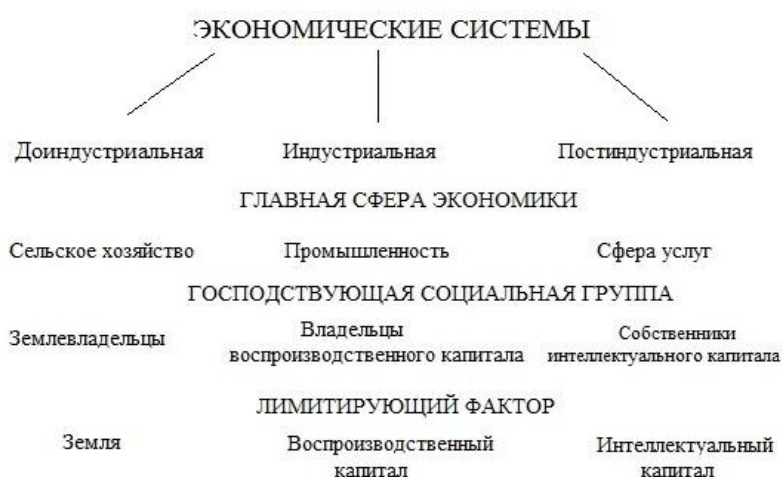 ЭКОНОМИЧЕСКИЕ СИСТЕМЫ
Доиндустриальная Индустриальная Постиндустриальная
ГЛАВНАЯ СФЕРА ЭКОНОМИКИ
Сельское хозяйство Промышленность Сфера услуг
ГОСПОДСТВУЮЩАЯ СОЦИАЛЬНАЯ ГРУППА
Землевладельцы Владельцы Собственники
воспроизводственного капитала интеллектуального капитала
ЛИМИТИРУЮЩИЙ ФАКТОР
Земля Воспроизводственный Интеллектуальный
капитал капитал